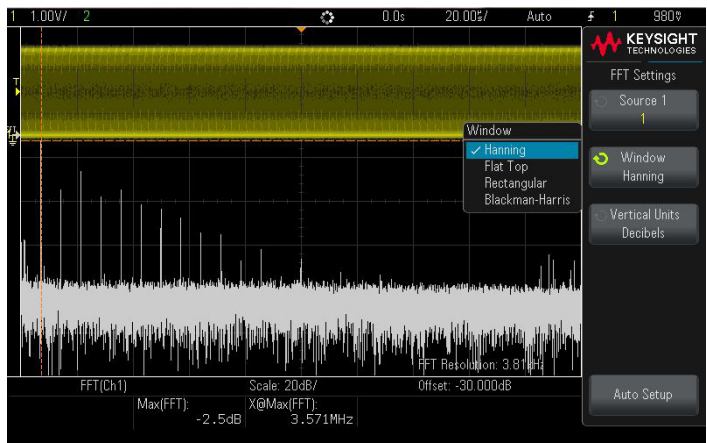 1 1.00V/ 2 0.0s 20.00%/ Auto 1 980
KEYSIGHT
TECHNOLOGIES
FFT Settings
Source 1
1
T
Window
✓ Hanning
Flat Top
Rectangular
Blackman-Harris
Window
Hanning
Vertical Units
Decibels
FFT Resolution: 3.81kHz
FFT(Ch1) Scale: 20dB/ Offset: -30.000dB
Max(FFT): X@Max(FFT):
-2.5dB 3.571MHz
Auto Setup